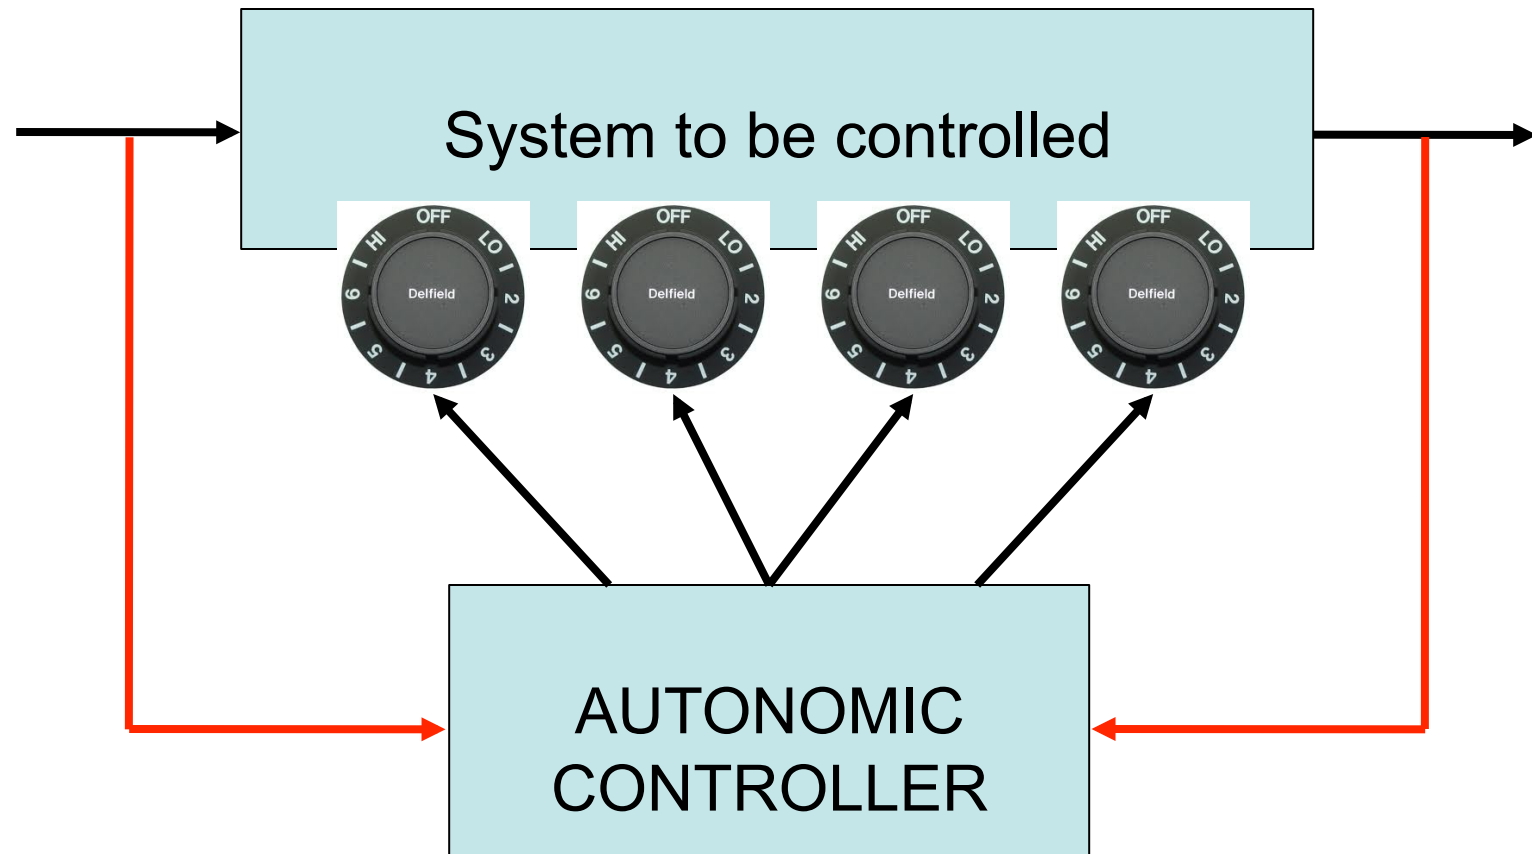 System to be controlled
OFF
LO
2
3
4
5
6
HI
Delfield
OFF
LO
2
3
4
5
6
HI
Delfield
OFF
LO
2
3
4
5
6
HI
Delfield
OFF
LO
2
3
4
5
6
HI
Delfield
AUTONOMIC
CONTROLLER